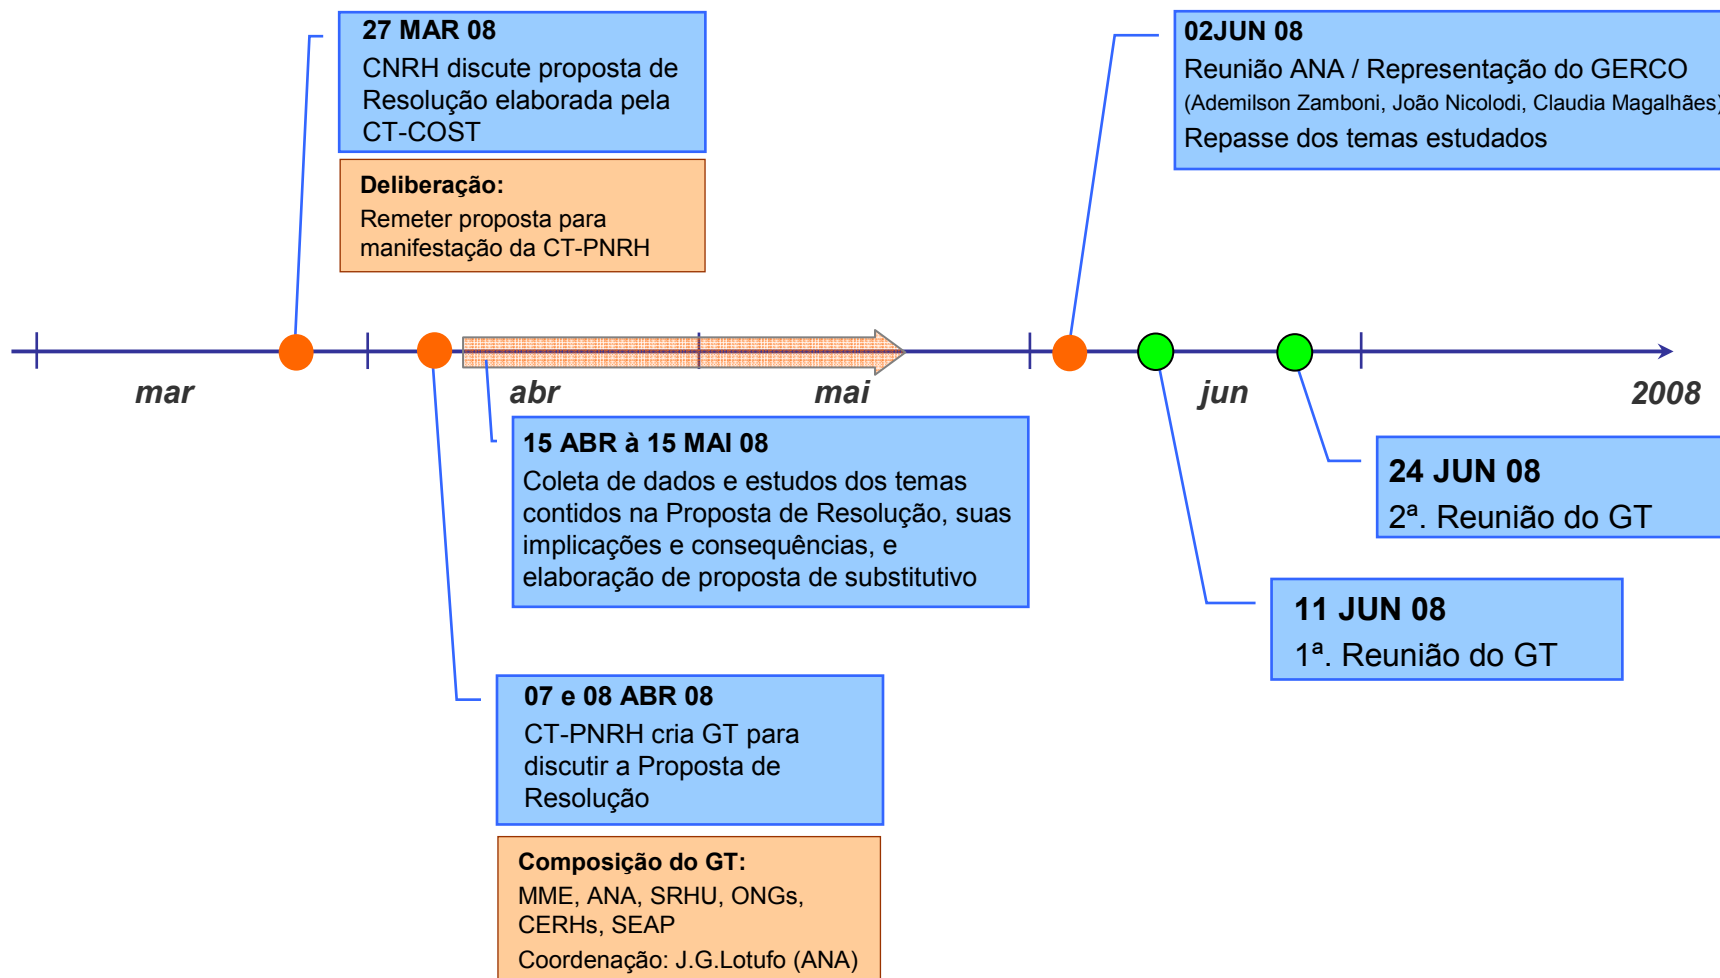 27 MAR 08
CNRH discute proposta de
Resolução elaborada pela
CT-COST
Deliberação:
Remeter proposta para
manifestação da CT-PNRH
02JUN 08
Reunião ANA / Representação do GERCO
(Ademilson Zamboni, João Nicolodi, Claudia Magalhães)
Repasse dos temas estudados
mar
abr
mai
jun
2008
15 ABR à 15 MAI 08
Coleta de dados e estudos dos temas
contidos na Proposta de Resolução, suas
implicações e consequências, e
elaboração de proposta de substitutivo
24 JUN 08
2ª. Reunião do GT
11 JUN 08
1ª. Reunião do GT
07 e 08 ABR 08
CT-PNRH cria GT para
discutir a Proposta de
Resolução
Composição do GT:
MME, ANA, SRHU, ONGs,
CERHs, SEAP
Coordenação: J.G.Lotufo (ANA)